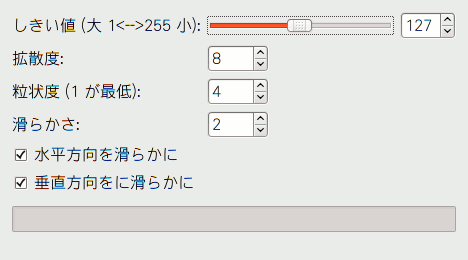 しきい値 (大 1<-->255 小): 127
拡散度: 8
粒状度 (1 が最低): 4
滑らかさ: 2
水平方向を滑らかに
垂直方向をに滑らかに